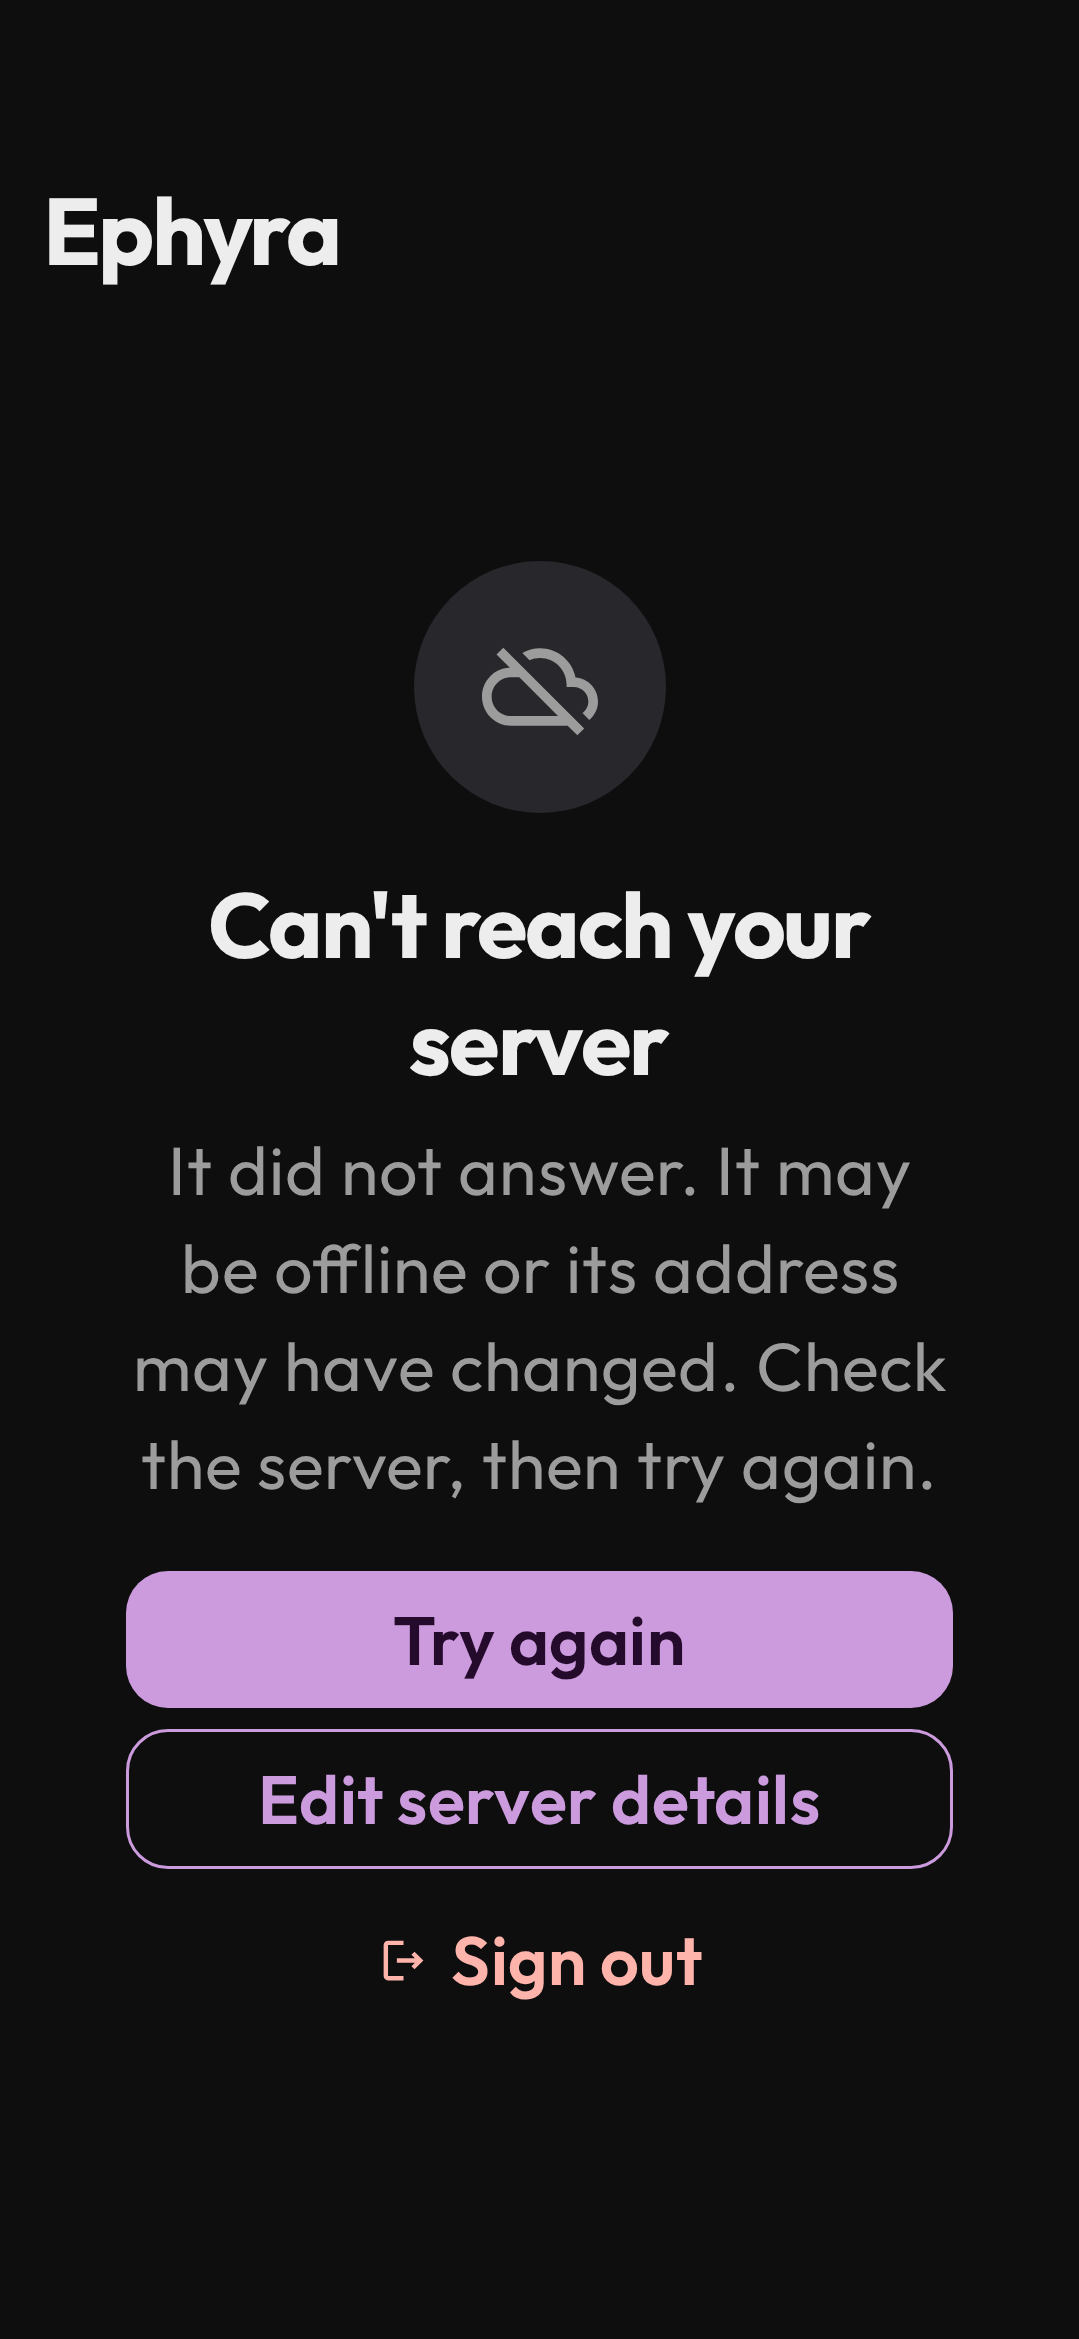 Ephyra
Can't reach your
server
It did not answer. It may
be offline or its address
may have changed. Check
the server, then try again.
Try again
Edit server details
Sign out